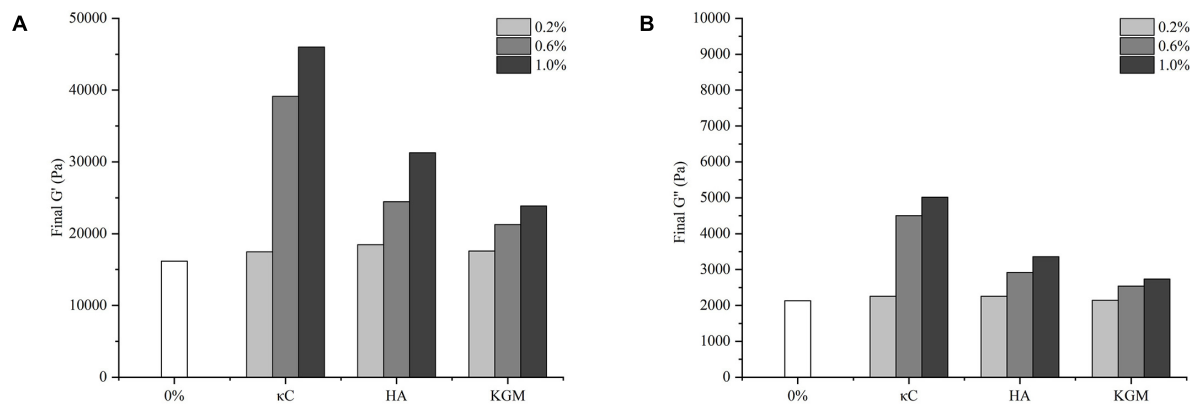 A
50000
40000
30000
20000
10000
0
Final G' (Pa)
0.2%
0.6%
1.0%
0%
κC
HA
KGM
B
10000
9000
8000
7000
6000
5000
4000
3000
2000
1000
0
Final G" (Pa)
0.2%
0.6%
1.0%
0%
κC
HA
KGM